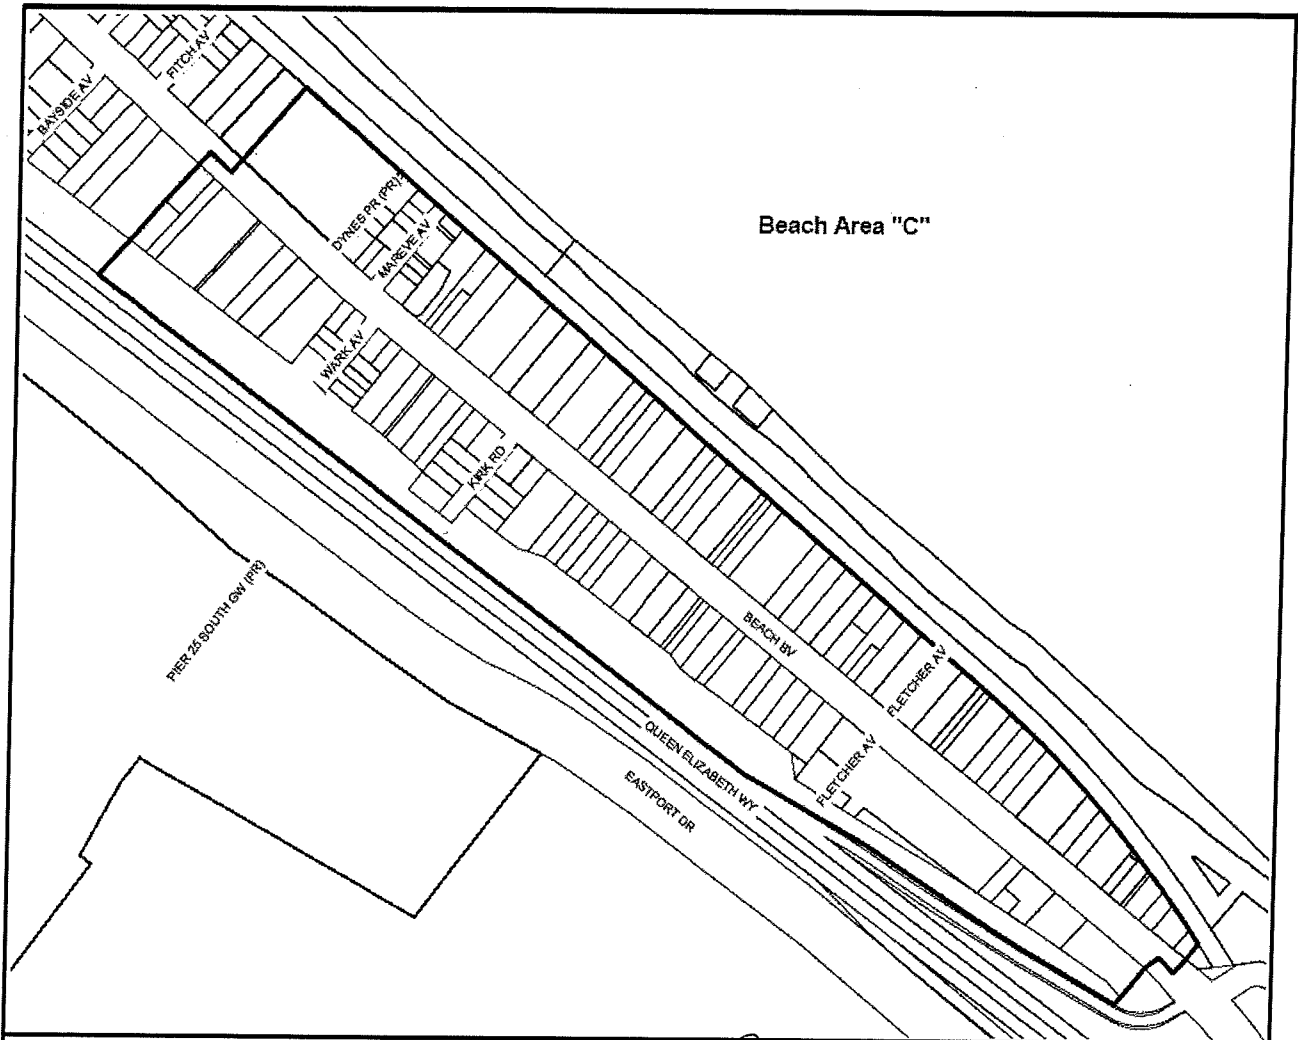 FITCH AV
BAYSIDE AV
Beach Area "C"
DYNES PR (PR)
MAREVE AV
WARK AV
KIRK RD
PIER 25 SOUTH GW (PR)
BEACH BV
FLETCHER AV
FLETCHER AV
QUEEN ELIZABETH WY
EASTPORT DR